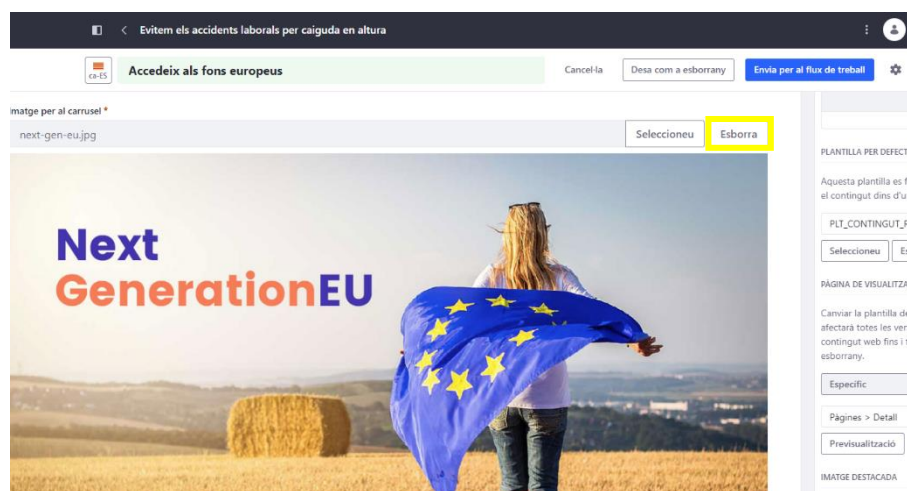 Evitem els accidents laborals per caiguda en altura
ca-ES
Accedeix als fons europeus
Cancel·la
Desa com a esborrany
Envia per al flux de treball
matge per al carrusel *
next-gen-eu.jpg
Seleccioneu
Esborra
Next
GenerationEU
PLANTILLA PER DEFECT
Aquesta plantilla es f
el contingut dins d'u
PLT_CONTINGUT_F
Seleccioneu
Es
PÀGINA DE VISUALITZA
Canviar la plantilla de
afectarà totes les ver
contingut web fins i t
esborrany.
Específic
Pàgines > Detall
Previsualització
IMATGE DESTACADA